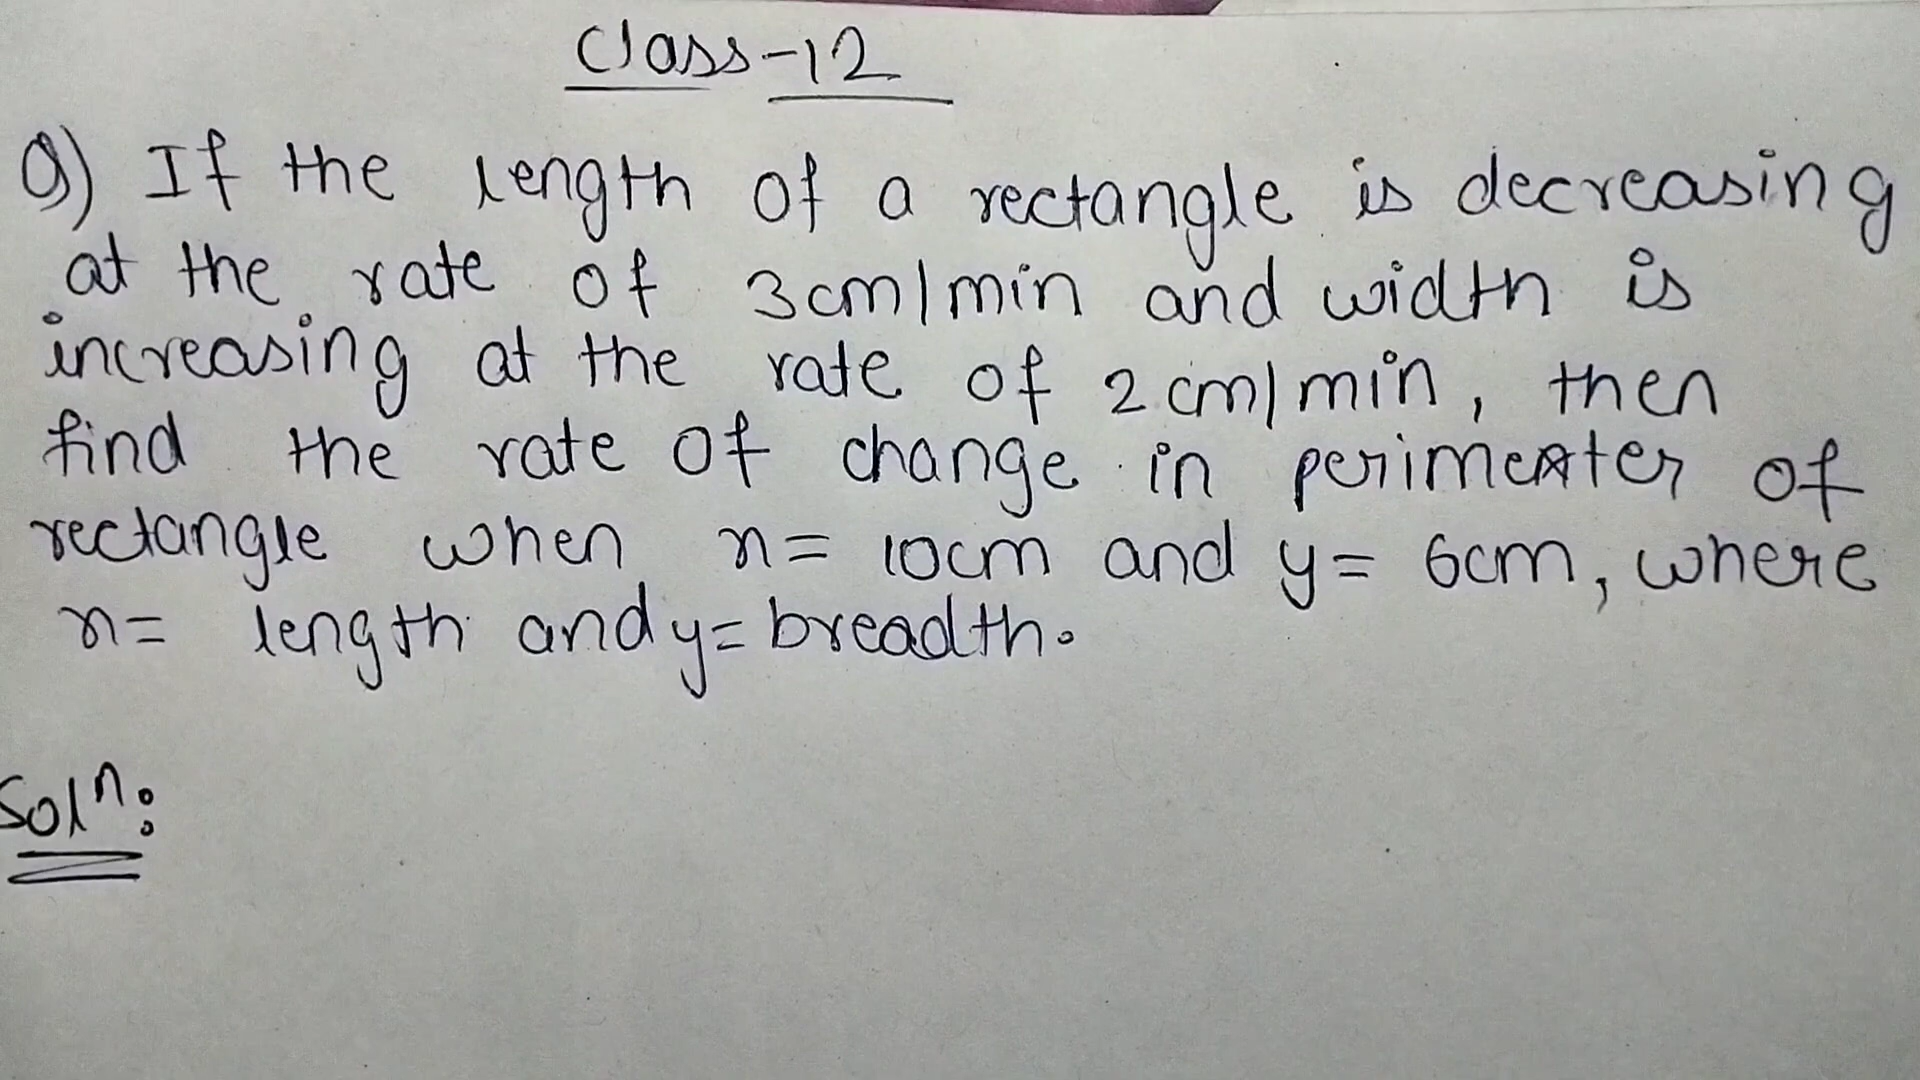 Class-12
Q) If the length of a rectangle is decreasing
at the rate of 3cm/min and width is
increasing at the rate of 2cm/min, then
find the rate of change in perimeter of
rectangle when x= 10cm and y= 6cm, where
x= length and y= breadth.
Solⁿ: